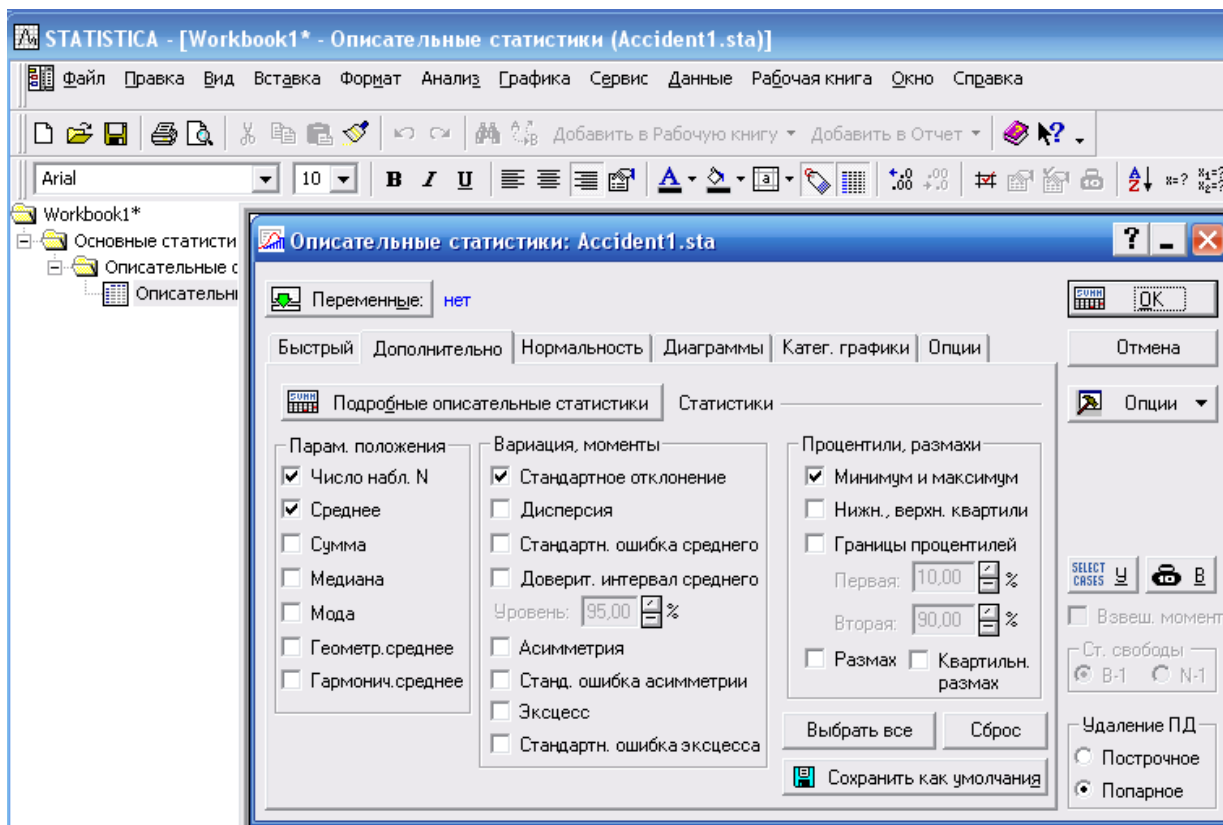 STATISTICA - [Workbook1* - Описательные статистики (Accident1.sta)]
Файл Правка Вид Вставка Формат Анализ Графика Сервис Данные Рабочая книга Окно Справка
Добавить в Рабочую книгу Добавить в Отчет
Arial 10 B I U
Workbook1*
Основные статисти
Описательные с
Описательны
Описательные статистики: Accident1.sta
Переменные: нет
OK
Быстрый Дополнительно Нормальность Диаграммы Катег. графики Опции
Отмена
Подробные описательные статистики Статистики
Опции
Парам. положения
Число набл. N
Среднее
Сумма
Медиана
Мода
Геометр.среднее
Гармонич.среднее
Вариация, моменты
Стандартное отклонение
Дисперсия
Стандартн. ошибка среднего
Доверит. интервал среднего
Уровень: 95,00 %
Асимметрия
Станд. ошибка асимметрии
Эксцесс
Стандартн. ошибка эксцесса
Процентили, размахи
Минимум и максимум
Нижн., верхн. квартили
Границы процентилей
Первая: 10,00 %
Вторая: 90,00 %
Размах Квартильн.
размах
Выбрать все Сброс
Сохранить как умолчания
SELECT
CASES У В
Взвеш. момент
Ст. свободы
В-1 N-1
Удаление ПД
Построчное
Попарное